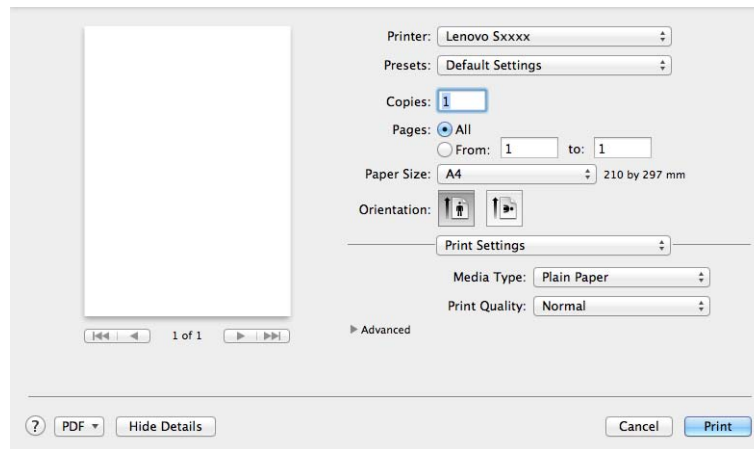 Printer: Lenovo Sxxxx
Presets: Default Settings
Copies: 1
Pages: All
From: 1 to: 1
Paper Size: A4 210 by 297 mm
Orientation:
Print Settings
Media Type: Plain Paper
Print Quality: Normal
1 of 1
Advanced
? PDF Hide Details Cancel Print